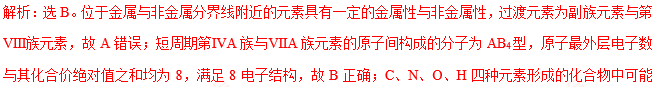 解析：选 B。位于金属与非金属分界线附近的元素具有一定的金属性与非金属性，过渡元素为副族元素与第
Ⅷ族元素，故 A 错误；短周期第ⅣA 族与ⅦA 族元素的原子间构成的分子为 AB₄型，原子最外层电子数
与其化合价绝对值之和均为 8，满足 8 电子结构，故 B 正确；C、N、O、H 四种元素形成的化合物中可能